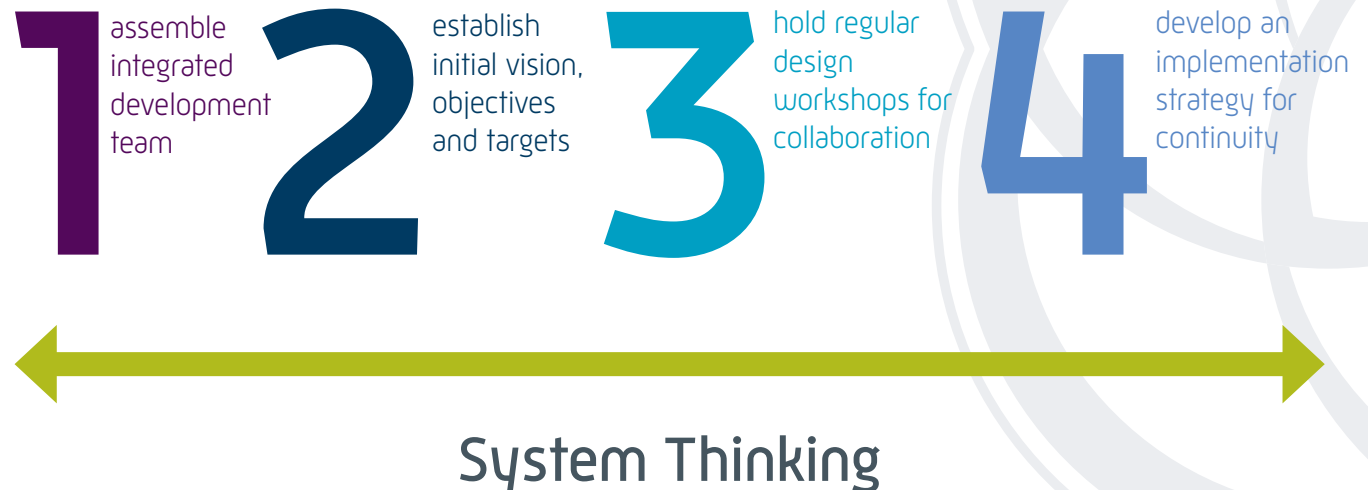 1
assemble
integrated
development
team
2
establish
initial vision,
objectives
and targets
3
hold regular
design
workshops for
collaboration
4
develop an
implementation
strategy for
continuity
System Thinking